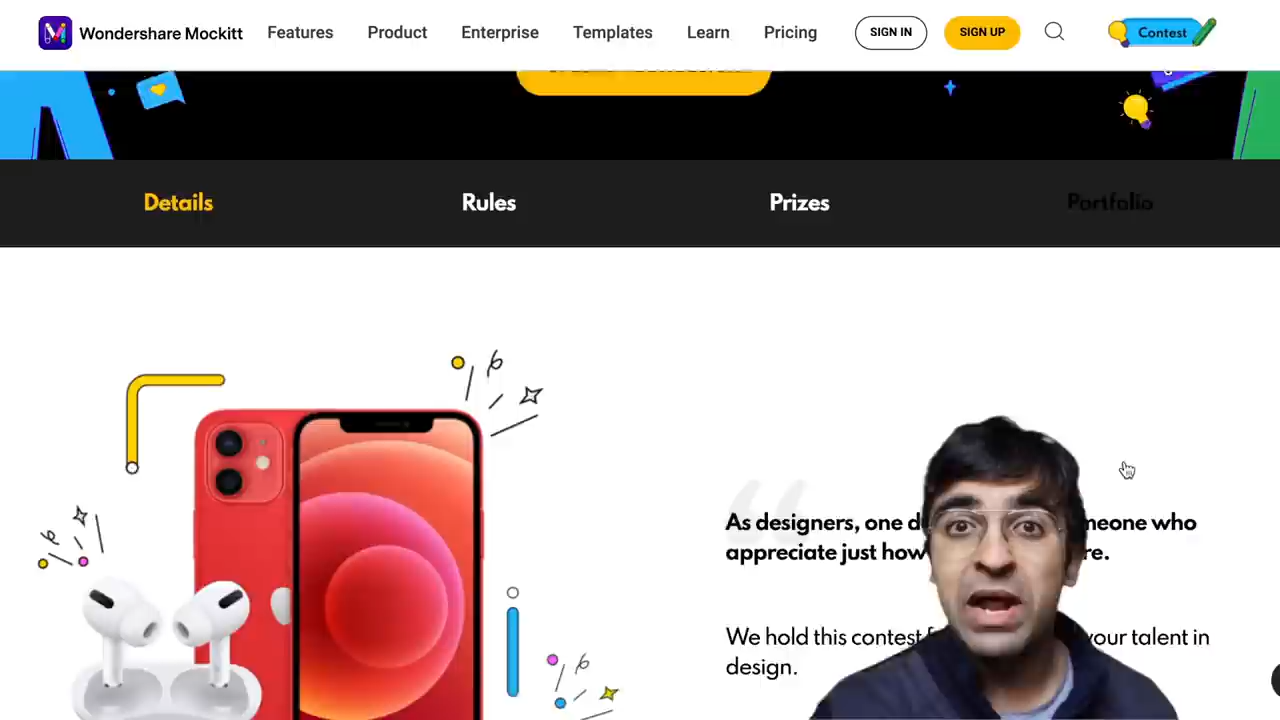 Wondershare Mockitt Features Product Enterprise Templates Learn Pricing SIGN IN SIGN UP Contest
Details Rules Prizes Portfolio
As designers, one meone who
appreciate just how re.
We hold this contest your talent in
design.